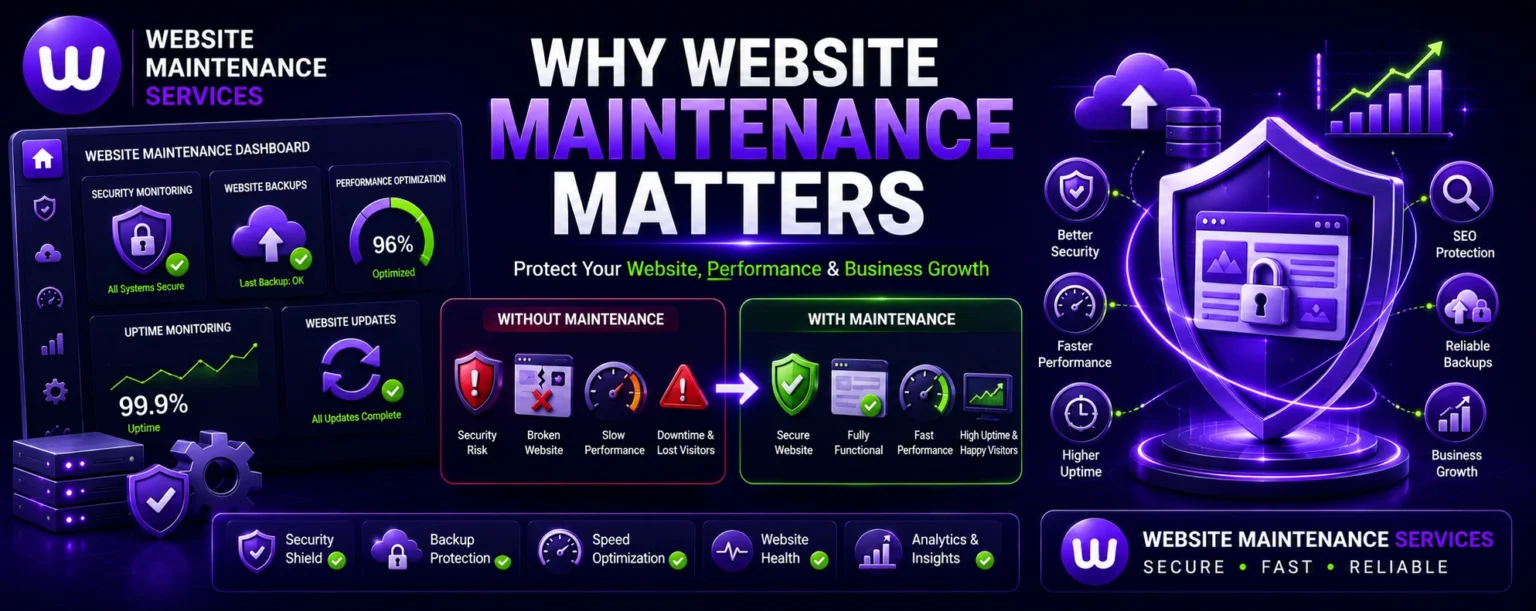 W
WEBSITE
MAINTENANCE
SERVICES
WEBSITE MAINTENANCE DASHBOARD
SECURITY MONITORING
All Systems Secure
WEBSITE BACKUPS
Last Backup: OK
PERFORMANCE OPTIMIZATION
96%
Optimized
UPTIME MONITORING
99.9%
Uptime
WEBSITE UPDATES
All Updates Complete
WHY WEBSITE
MAINTENANCE
MATTERS
Protect Your Website, Performance & Business Growth
WITHOUT MAINTENANCE
Security
Risk
Broken
Website
Slow
Performance
Downtime &
Lost Visitors
WITH MAINTENANCE
Secure
Website
Fully
Functional
Fast
Performance
High Uptime &
Happy Visitors
Better
Security
Faster
Performance
Higher
Uptime
SEO
Protection
Reliable
Backups
Business
Growth
Security
Shield
Backup
Protection
Speed
Optimization
Website
Health
Analytics &
Insights
W
WEBSITE MAINTENANCE SERVICES
SECURE • FAST • RELIABLE